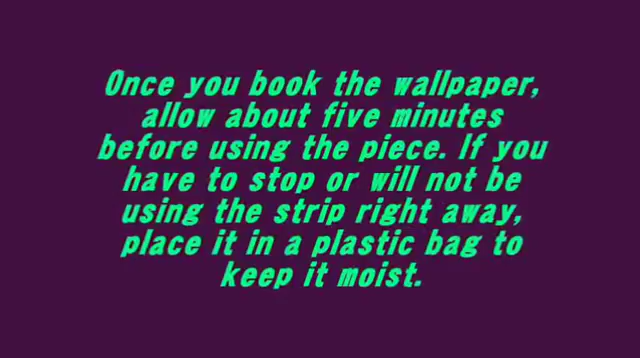 Once you book the wallpaper,
allow about five minutes
before using the piece. If you
have to stop or will not be
using the strip right away,
place it in a plastic bag to
keep it moist.